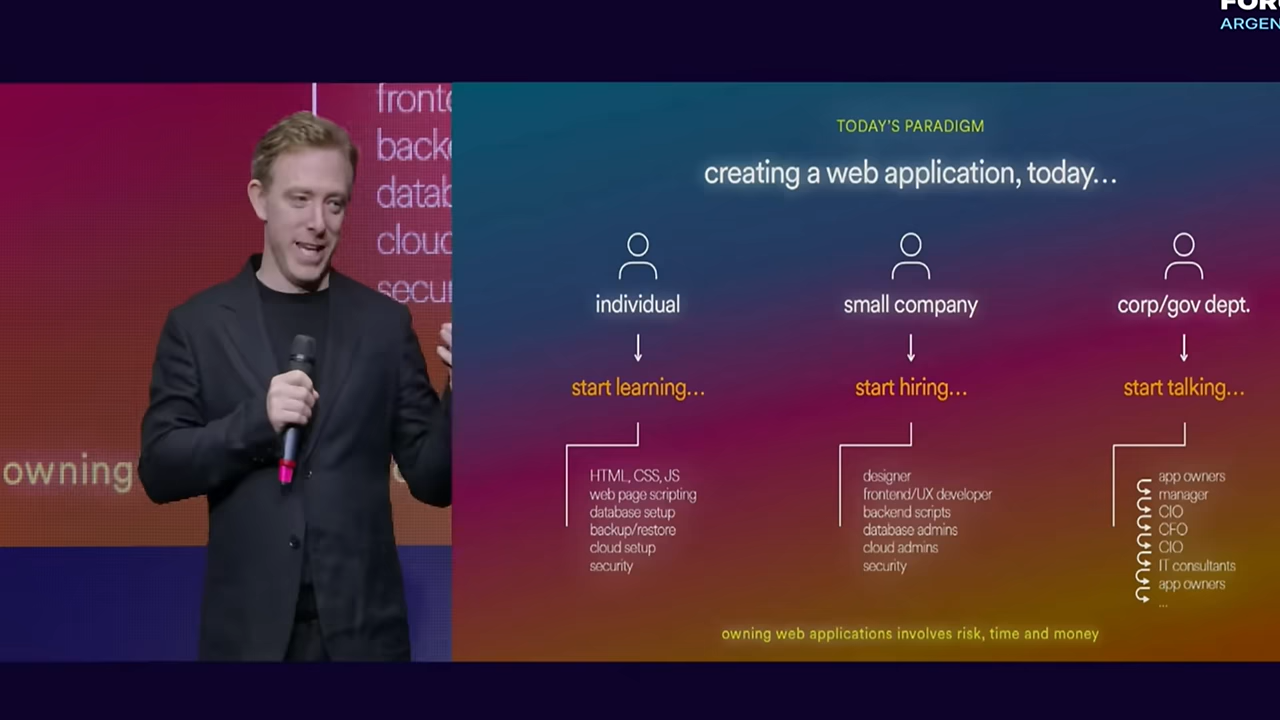 ARGEN
fronte
backe
datab
cloud
secur
owning
TODAY'S PARADIGM
creating a web application, today...
individual
start learning...
HTML, CSS, JS
web page scripting
database setup
backup/restore
cloud setup
security
small company
start hiring...
designer
frontend/UX developer
backend scripts
database admins
cloud admins
security
corp/gov dept.
start talking...
app owners
manager
CIO
CFO
CIO
IT consultants
app owners
...
owning web applications involves risk, time and money